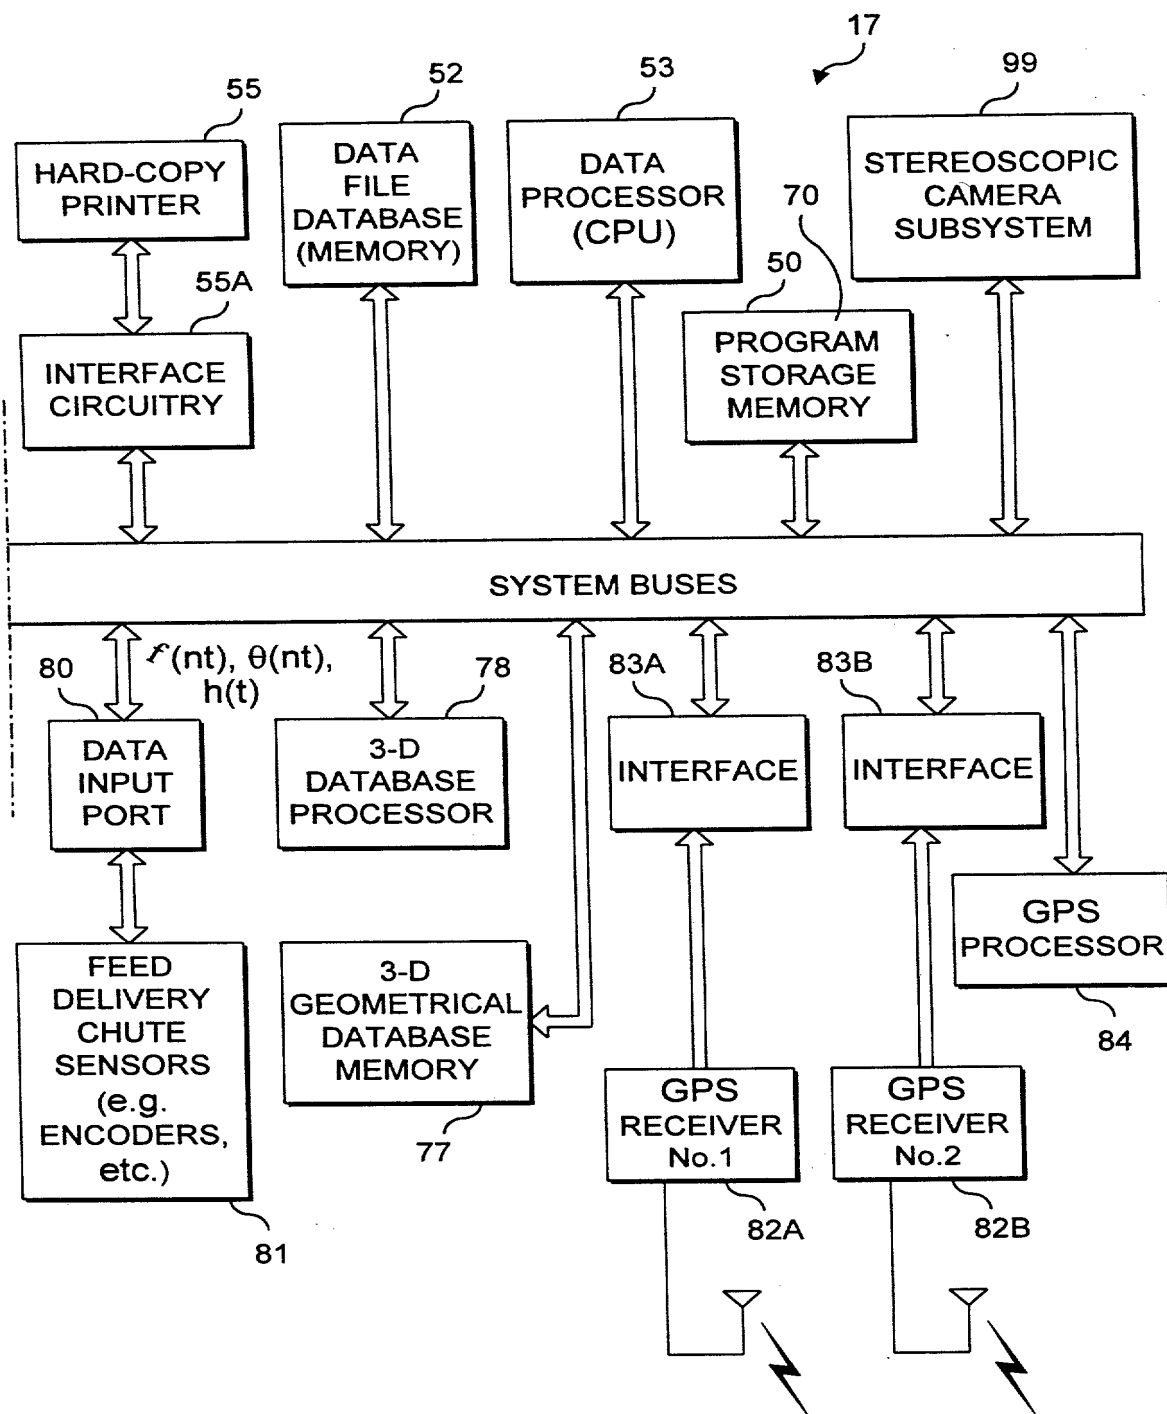 17
55
52
53
99
HARD-COPY
PRINTER
DATA
FILE
DATABASE
(MEMORY)
DATA
PROCESSOR
(CPU)
70
STEREOSCOPIC
CAMERA
SUBSYSTEM
55A
50
INTERFACE
CIRCUITRY
PROGRAM
STORAGE
MEMORY
SYSTEM BUSES
80
f (nt), θ(nt),
h(t)
78
83A
83B
DATA
INPUT
PORT
3-D
DATABASE
PROCESSOR
INTERFACE
INTERFACE
GPS
PROCESSOR
84
FEED
DELIVERY
CHUTE
SENSORS
(e.g.
ENCODERS,
etc.)
81
3-D
GEOMETRICAL
DATABASE
MEMORY
77
GPS
RECEIVER
No.1
82A
GPS
RECEIVER
No.2
82B